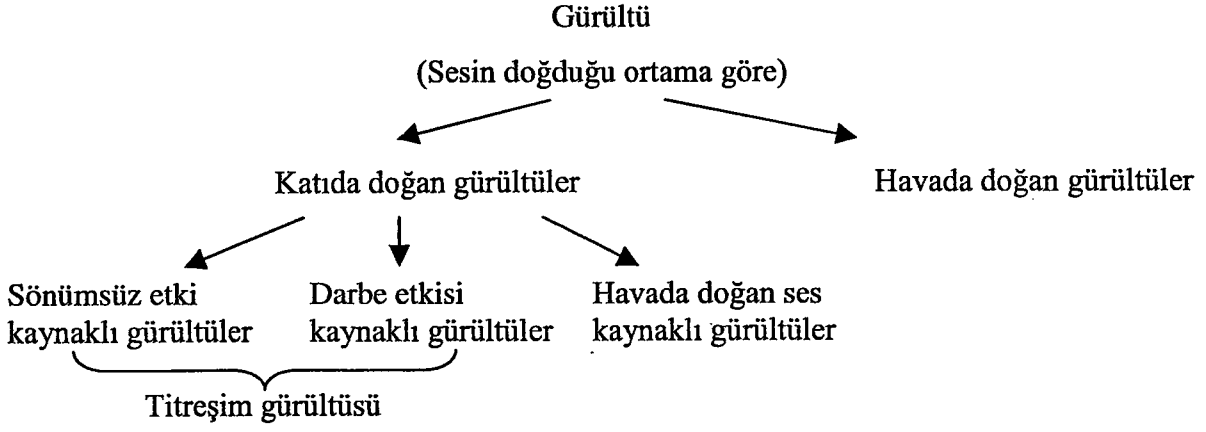 Gürültü
(Sesin doğduğu ortama göre)
Katıda doğan gürültüler
Havada doğan gürültüler
Sönümsüz etki
kaynaklı gürültüler
Darbe etkisi
kaynaklı gürültüler
Havada doğan ses
kaynaklı gürültüler
Titreşim gürültüsü